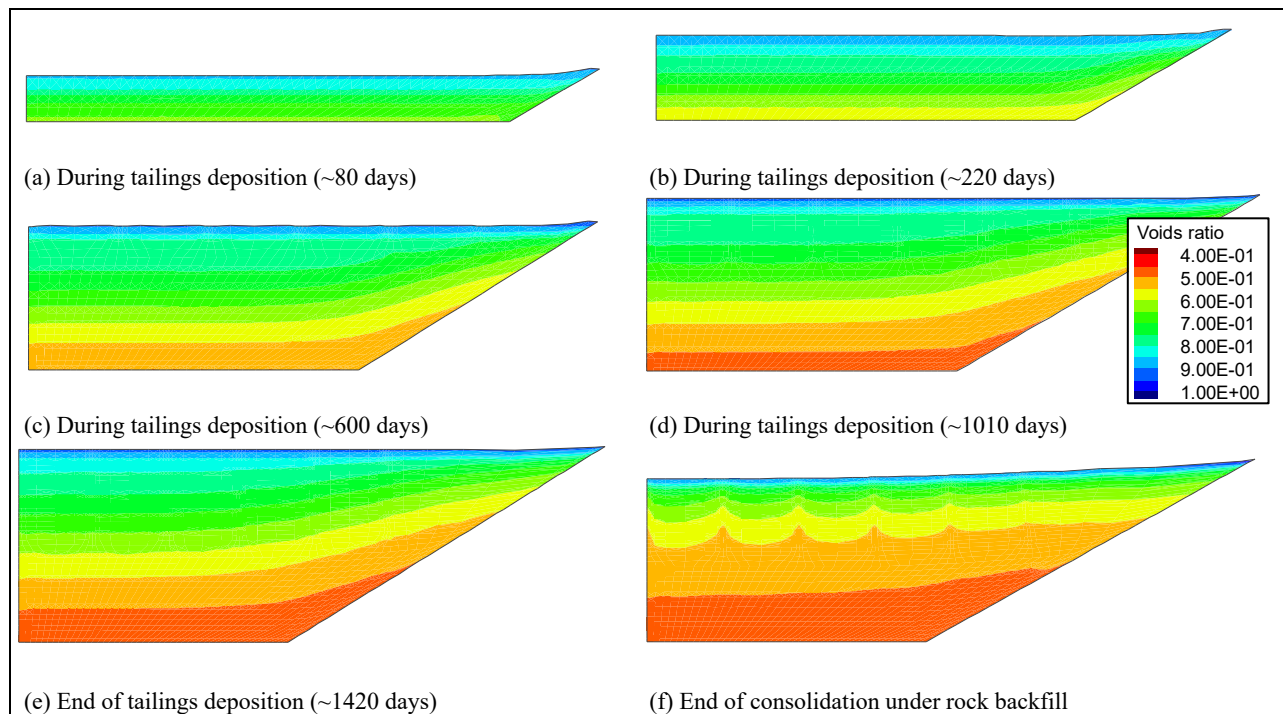 (a) During tailings deposition (~80 days)
(b) During tailings deposition (~220 days)
(c) During tailings deposition (~600 days)
(d) During tailings deposition (~1010 days)
Voids ratio
4.00E-01
5.00E-01
6.00E-01
7.00E-01
8.00E-01
9.00E-01
1.00E+00
(e) End of tailings deposition (~1420 days)
(f) End of consolidation under rock backfill